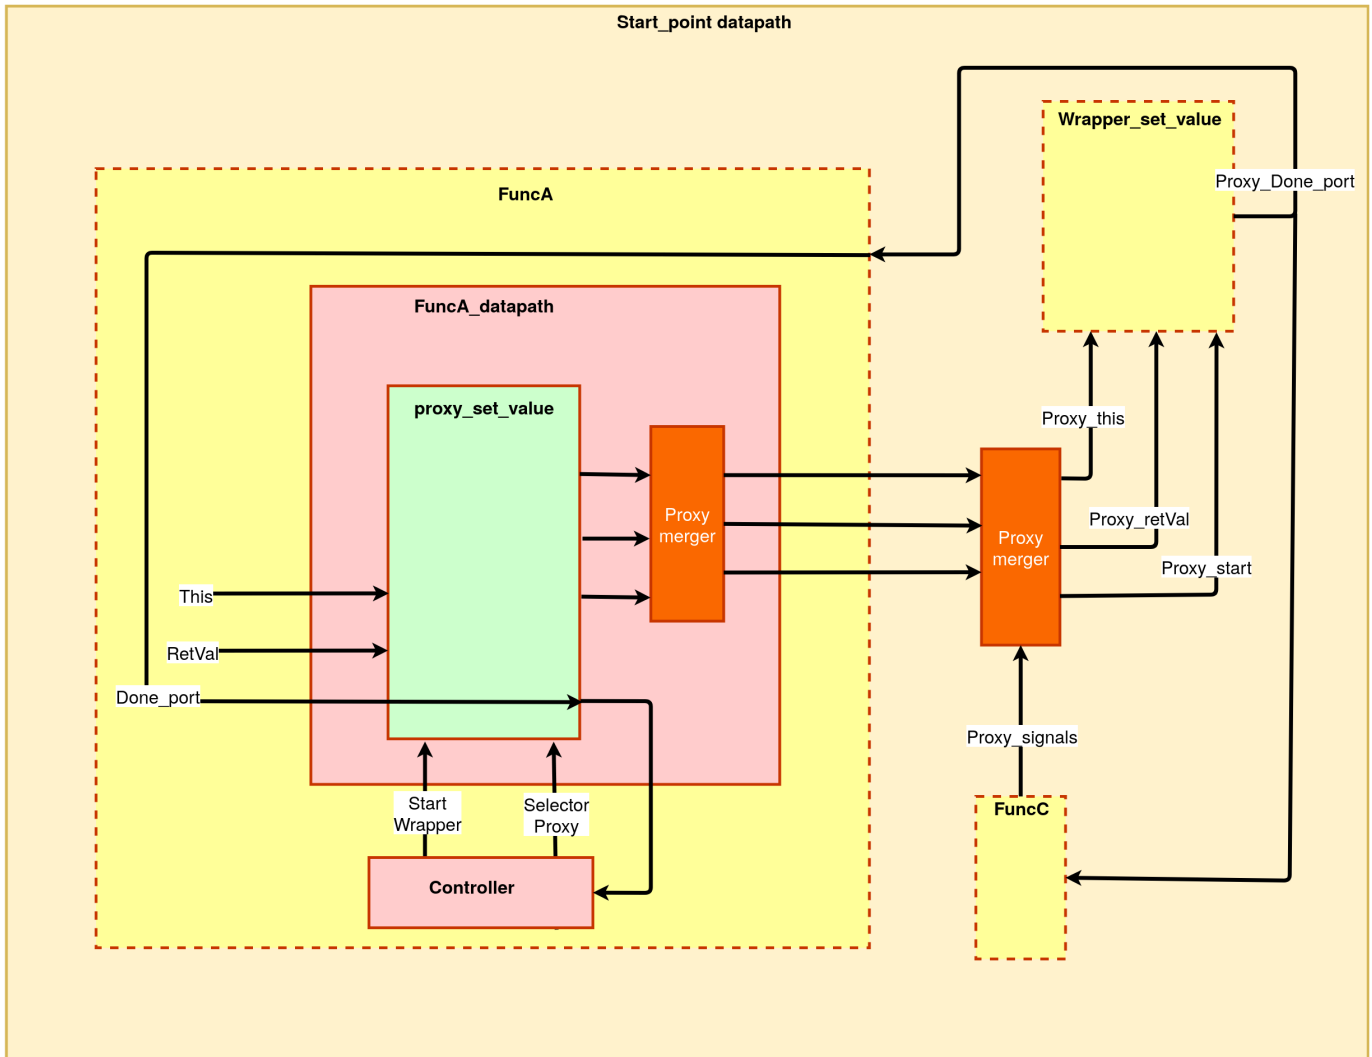 Start_point datapath
Wrapper_set_value
Proxy_Done_port
FuncA
FuncA_datapath
proxy_set_value
Proxy_this
Proxy
merger
Proxy_retVal
Proxy
merger
Proxy_start
This
RetVal
Done_port
Proxy_signals
Start
Wrapper
Selector
Proxy
FuncC
Controller